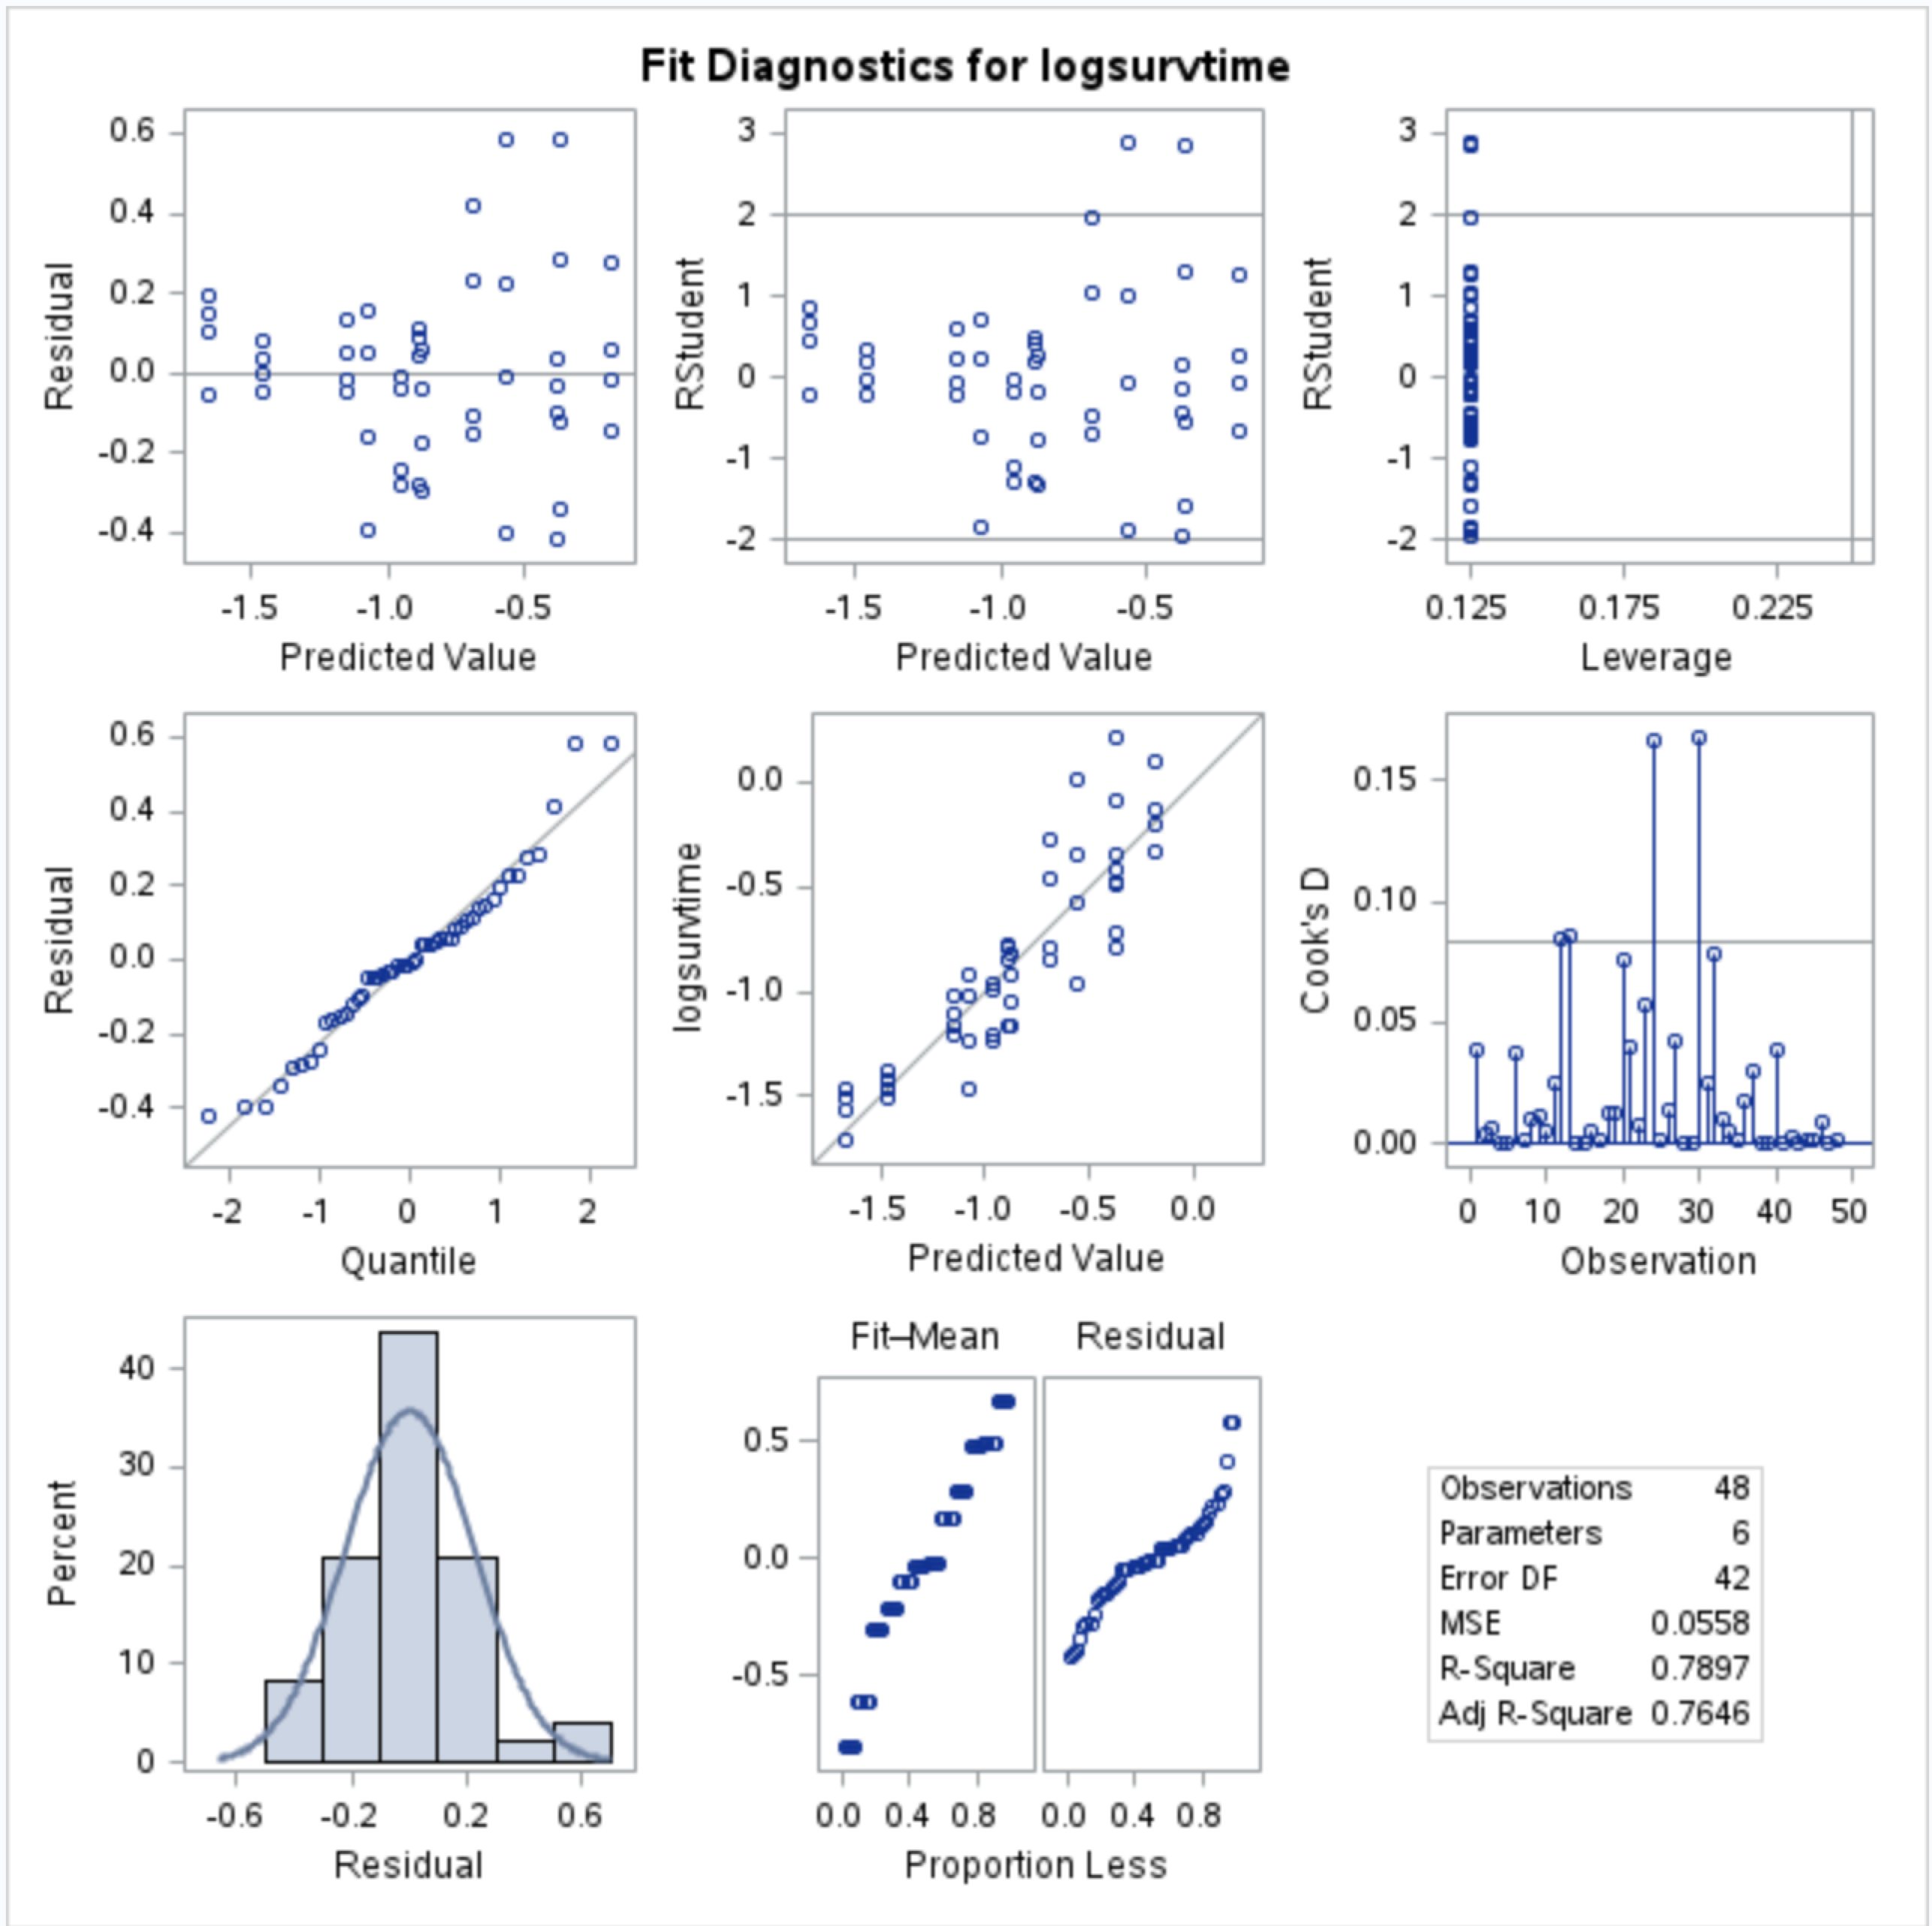 Fit Diagnostics for logsurvtime
0.6
0.4
0.2
0.0
-0.2
-0.4
Residual
-1.5 -1.0 -0.5
Predicted Value
3
2
1
0
-1
-2
RStudent
-1.5 -1.0 -0.5
Predicted Value
3
2
1
0
-1
-2
RStudent
0.125 0.175 0.225
Leverage
0.6
0.4
0.2
0.0
-0.2
-0.4
Residual
-2 -1 0 1 2
Quantile
0.0
-0.5
-1.0
-1.5
logsurvtime
-1.5 -1.0 -0.5 0.0
Predicted Value
0.15
0.10
0.05
0.00
Cook's D
0 10 20 30 40 50
Observation
40
30
20
10
0
Percent
-0.6 -0.2 0.2 0.6
Residual
Fit–Mean Residual
0.5
0.0
-0.5
0.0 0.4 0.8 0.0 0.4 0.8
Proportion Less
Observations 48
Parameters 6
Error DF 42
MSE 0.0558
R-Square 0.7897
Adj R-Square 0.7646